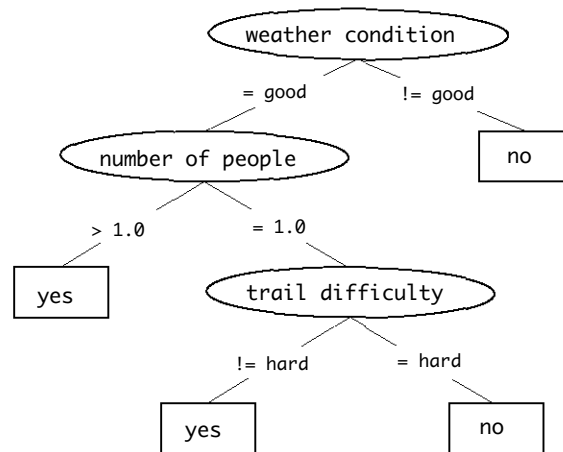 weather condition
= good
!= good
number of people
no
> 1.0
= 1.0
yes
trail difficulty
!= hard
= hard
yes
no